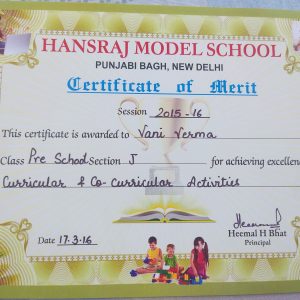 HANSRAJ MODEL SCHOOL
PUNJABI BAGH, NEW DELHI
Certificate of Merit
Session 2015-16
This certificate is awarded to Vani Verma
Class Pre School Section J for achieving excellen
Curricular & Co-curricular Activities
Heemal H Bhat
Principal
Date 17.3.16